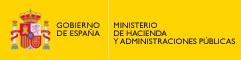 GOBIERNO
DE ESPAÑA
MINISTERIO
DE HACIENDA
Y ADMINISTRACIONES PÚBLICAS